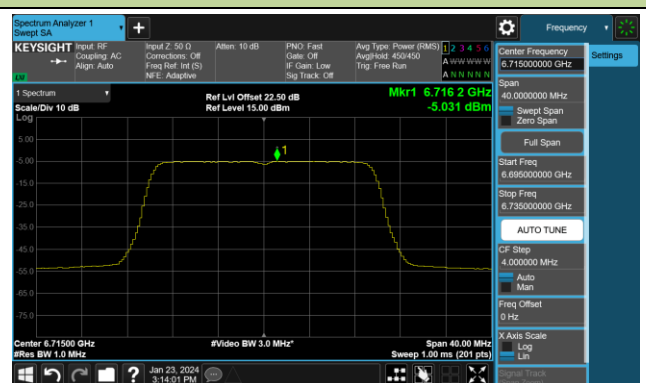 Spectrum Analyzer 1
Swept SA
+
Frequency
KEYSIGHT
Input: RF
Coupling: AC
Align: Auto
Input Z: 50 Ω
Corrections: Off
Freq Ref: Int (S)
NFE: Adaptive
Atten: 10 dB
PNO: Fast
Gate: Off
IF Gain: Low
Sig Track: Off
Avg Type: Power (RMS)
Avg|Hold: 450/450
Trig: Free Run
1 2 3 4 5 6
A W W W W W
A N N N N N
LW
1 Spectrum
Scale/Div 10 dB
Log
Ref Lvl Offset 22.50 dB
Ref Level 15.00 dBm
Mkr1 6.716 2 GHz
-5.031 dBm
5.00
-5.00
-15.0
-25.0
-35.0
-45.0
-55.0
-65.0
-75.0
1
Center 6.71500 GHz
#Res BW 1.0 MHz
#Video BW 3.0 MHz*
Span 40.00 MHz
Sweep 1.00 ms (201 pts)
Jan 23, 2024
3:14:01 PM
?
Center Frequency
6.715000000 GHz
Settings
Span
40.0000000 MHz
Swept Span
Zero Span
Full Span
Start Freq
6.695000000 GHz
Stop Freq
6.735000000 GHz
AUTO TUNE
CF Step
4.000000 MHz
Auto
Man
Freq Offset
0 Hz
X Axis Scale
Log
Lin
Signal Track